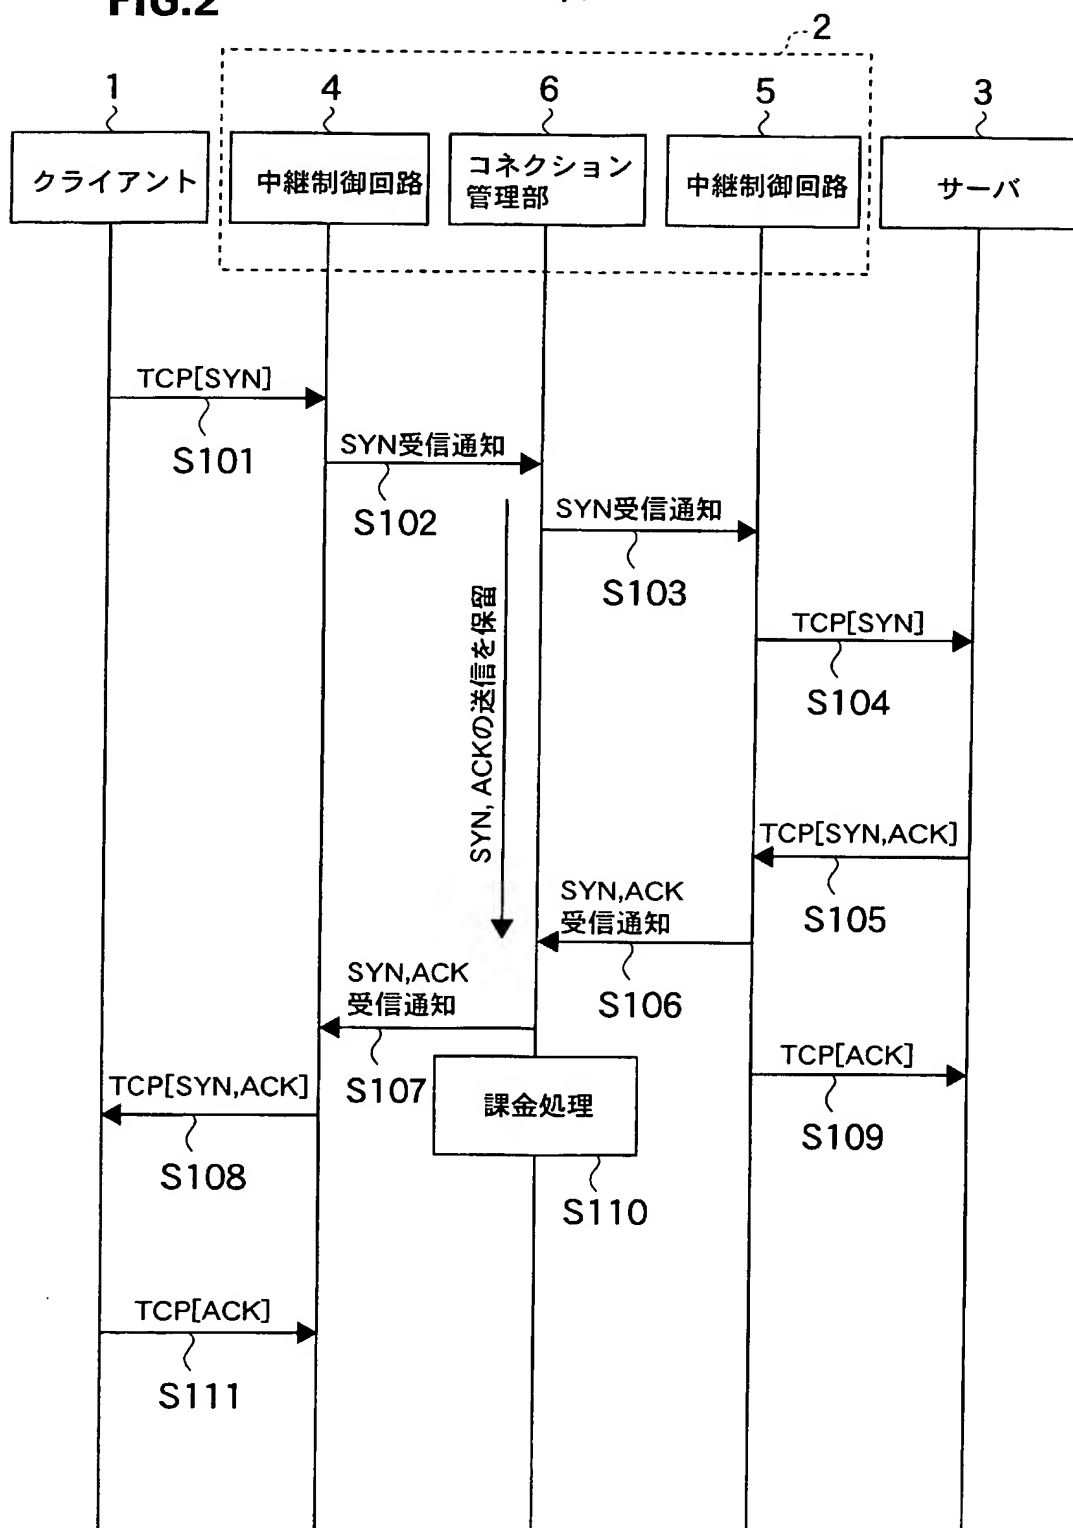 FIG.2
2
1
4
6
5
3
クライアント
中継制御回路
コネクション
管理部
中継制御回路
サーバ
TCP[SYN]
S101
SYN受信通知
S102
SYN受信通知
S103
SYN, ACKの送信を保留
TCP[SYN]
S104
TCP[SYN,ACK]
S105
SYN,ACK
受信通知
S106
SYN,ACK
受信通知
S107
TCP[ACK]
S109
TCP[SYN,ACK]
S108
課金処理
S110
TCP[ACK]
S111